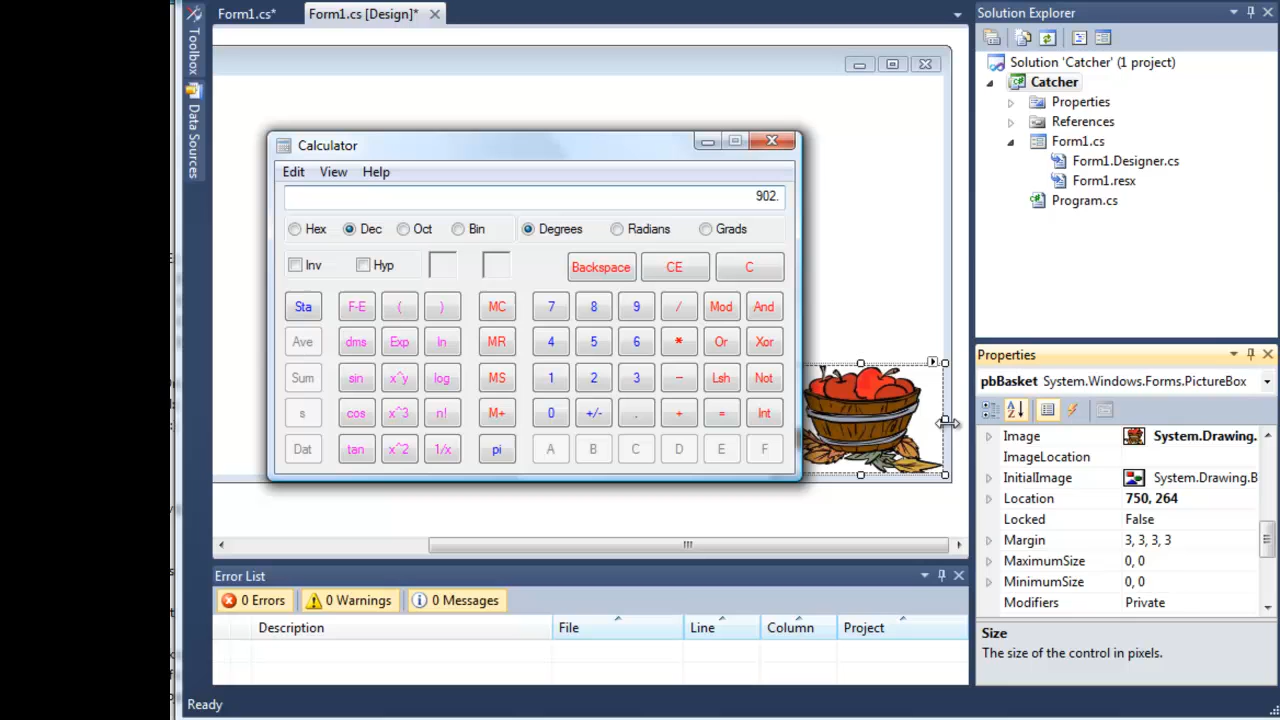 Form1.cs*
Form1.cs [Design]*
Toolbox
Data Sources
Calculator
Edit View Help
902.
Hex Dec Oct Bin Degrees Radians Grads
Inv Hyp Backspace CE C
Sta F-E ( ) MC 7 8 9 / Mod And
Ave dms Exp ln MR 4 5 6 * Or Xor
Sum sin x^y log MS 1 2 3 - Lsh Not
s cos x^3 n! M+ 0 +/- . + = Int
Dat tan x^2 1/x pi A B C D E F
Error List
0 Errors 0 Warnings 0 Messages
Description File Line Column Project
Ready
Solution Explorer
Solution 'Catcher' (1 project)
Catcher
Properties
References
Form1.cs
Form1.Designer.cs
Form1.resx
Program.cs
Properties
pbBasket System.Windows.Forms.PictureBox
Image System.Drawing.
ImageLocation
InitialImage System.Drawing.B
Location 750, 264
Locked False
Margin 3, 3, 3, 3
MaximumSize 0, 0
MinimumSize 0, 0
Modifiers Private
Size
The size of the control in pixels.